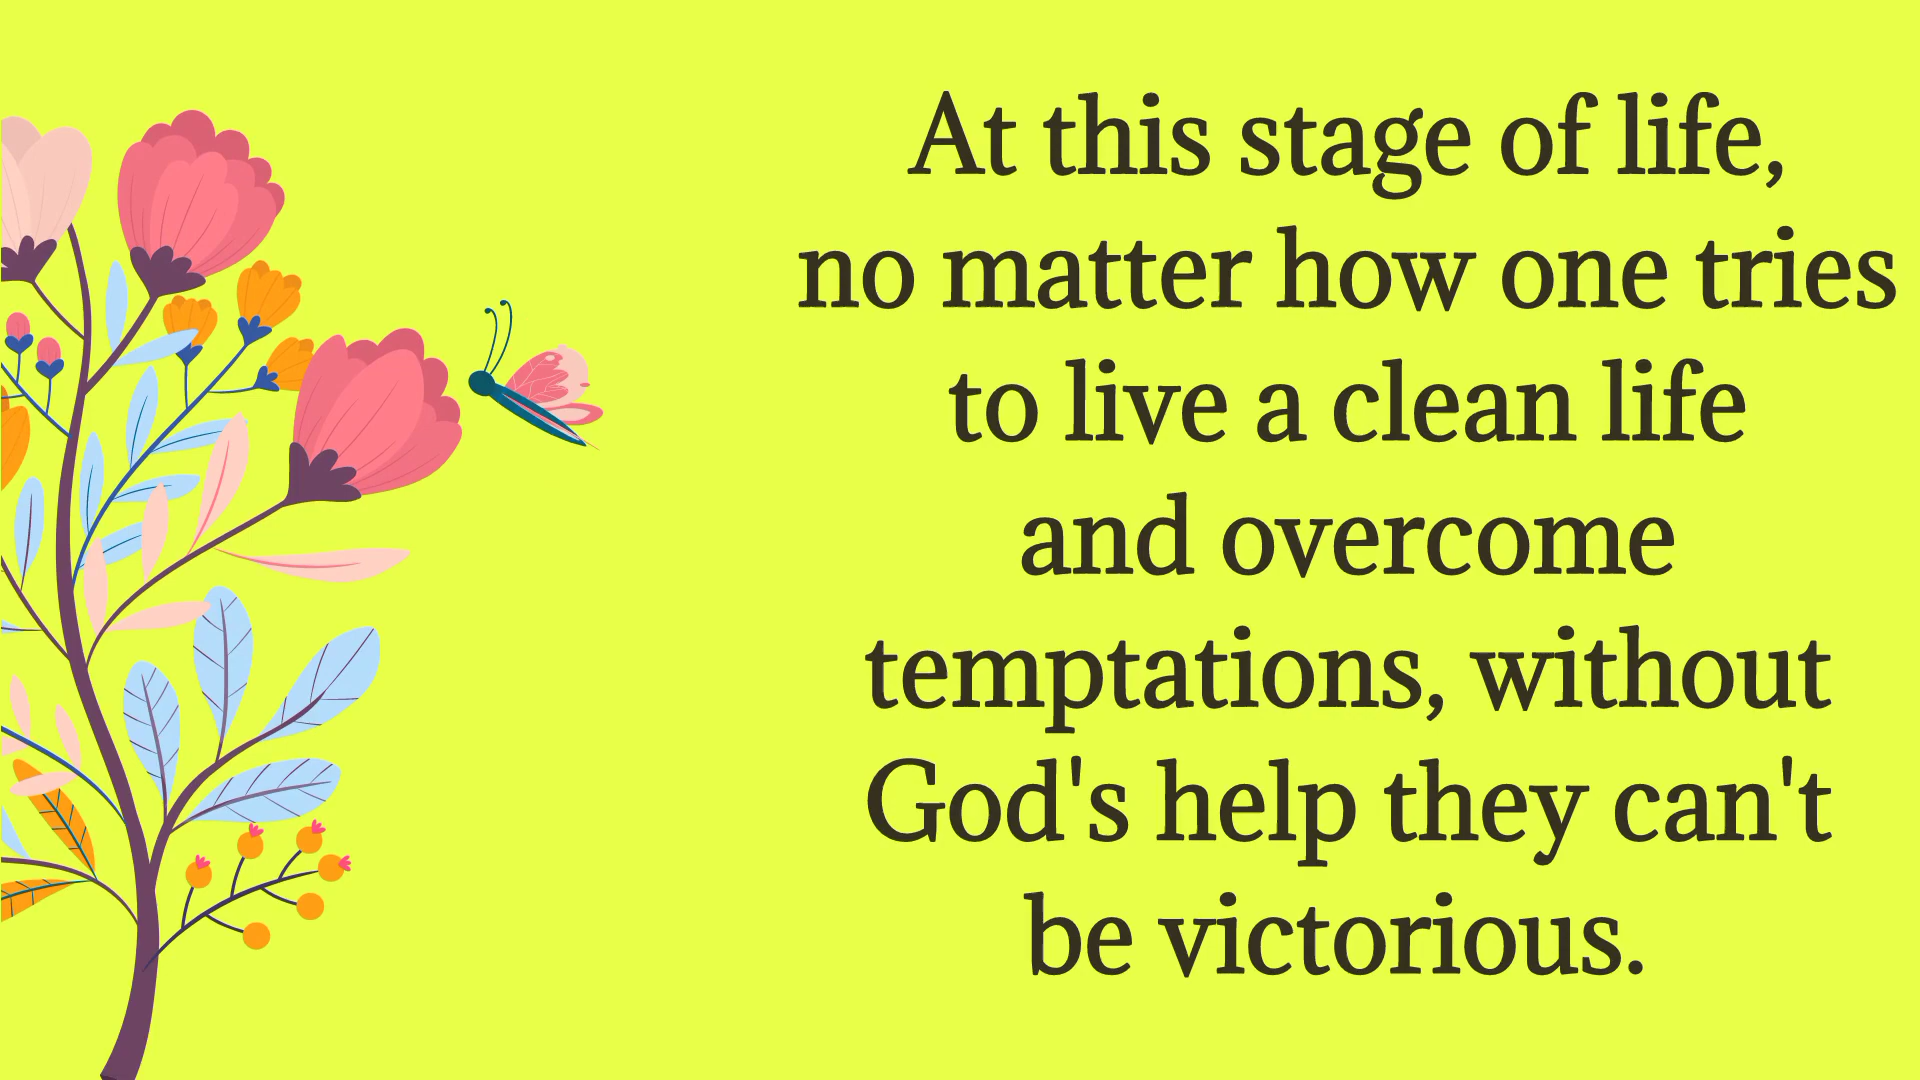 At this stage of life,
no matter how one tries
to live a clean life
and overcome
temptations, without
God's help they can't
be victorious.